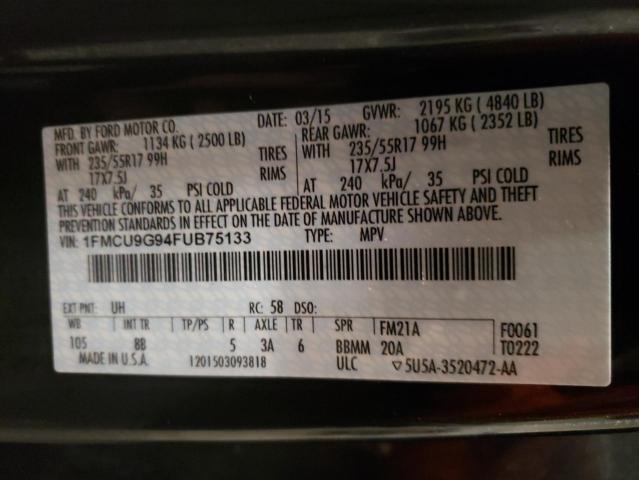 MFD. BY FORD MOTOR CO. DATE: 03/15 GVWR: 2195 KG ( 4840 LB)
FRONT GAWR: 1134 KG ( 2500 LB) REAR GAWR: 1067 KG ( 2352 LB)
WITH 235/55R17 99H TIRES WITH 235/55R17 99H TIRES
17X7.5J RIMS 17X7.5J RIMS
AT 240 kPa/ 35 PSI COLD AT 240 kPa/ 35 PSI COLD
THIS VEHICLE CONFORMS TO ALL APPLICABLE FEDERAL MOTOR VEHICLE SAFETY AND THEFT
PREVENTION STANDARDS IN EFFECT ON THE DATE OF MANUFACTURE SHOWN ABOVE.
VIN: 1FMCU9G94FUB75133 TYPE: MPV
EXT PNT: UH RC: 58 DSO:
WB INT TR TP/PS R AXLE TR SPR FM21A F0061
105 BB 5 3A 6 BBMM 20A T0222
MADE IN U.S.A. 1201503093818 ULC 5U5A-3520472-AA